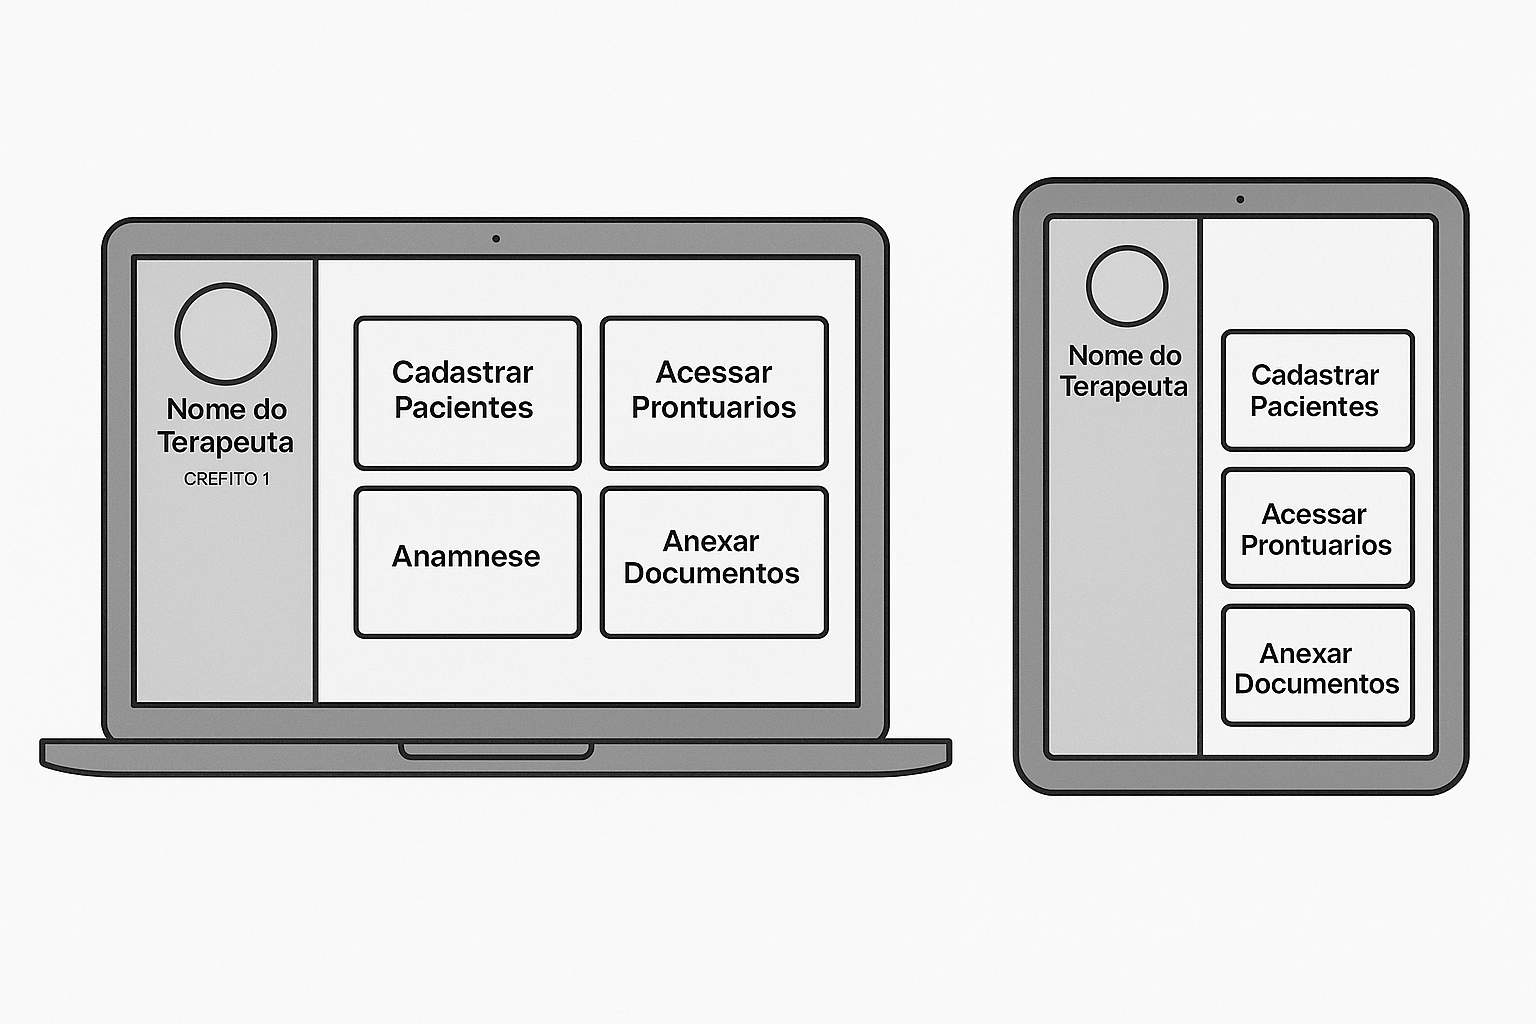 Nome do
Terapeuta
CREFITO 1
Cadastrar
Pacientes
Acessar
Prontuarios
Anamnese
Anexar
Documentos
Nome do
Terapeuta
Cadastrar
Pacientes
Acessar
Prontuarios
Anexar
Documentos